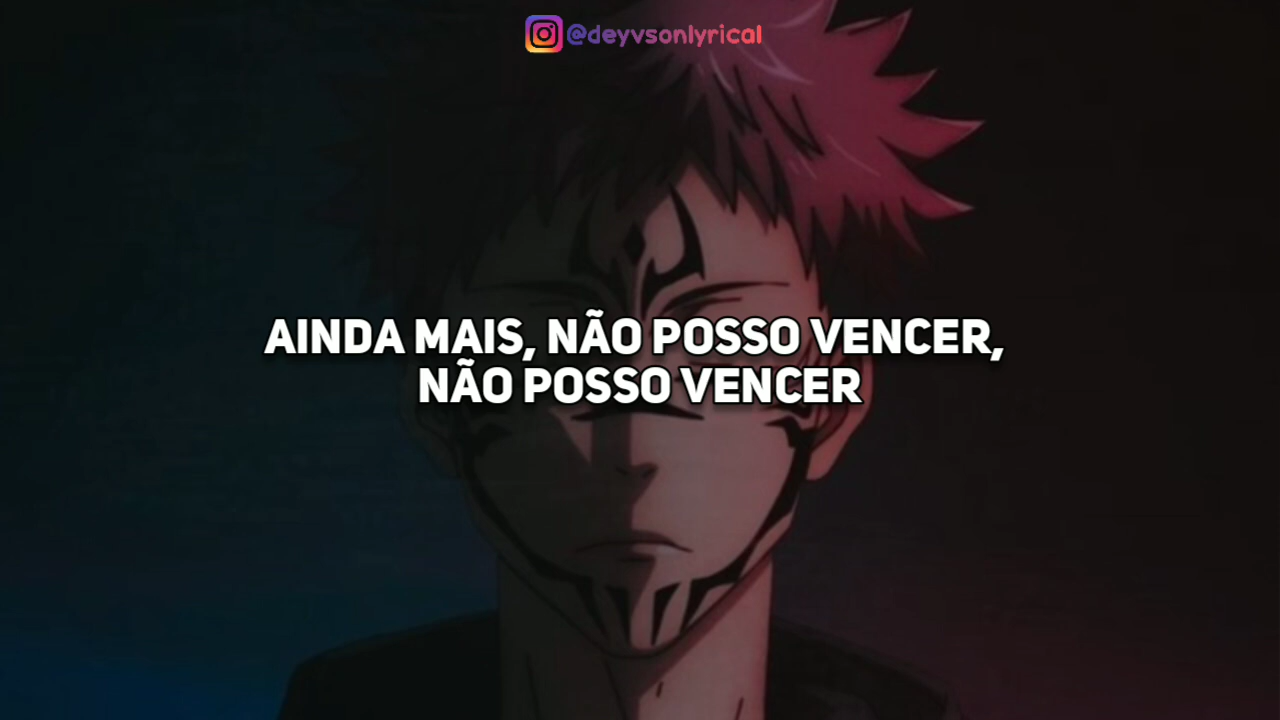 @deyvsonlyrical
AINDA MAIS, NÃO POSSO VENCER,
NÃO POSSO VENCER